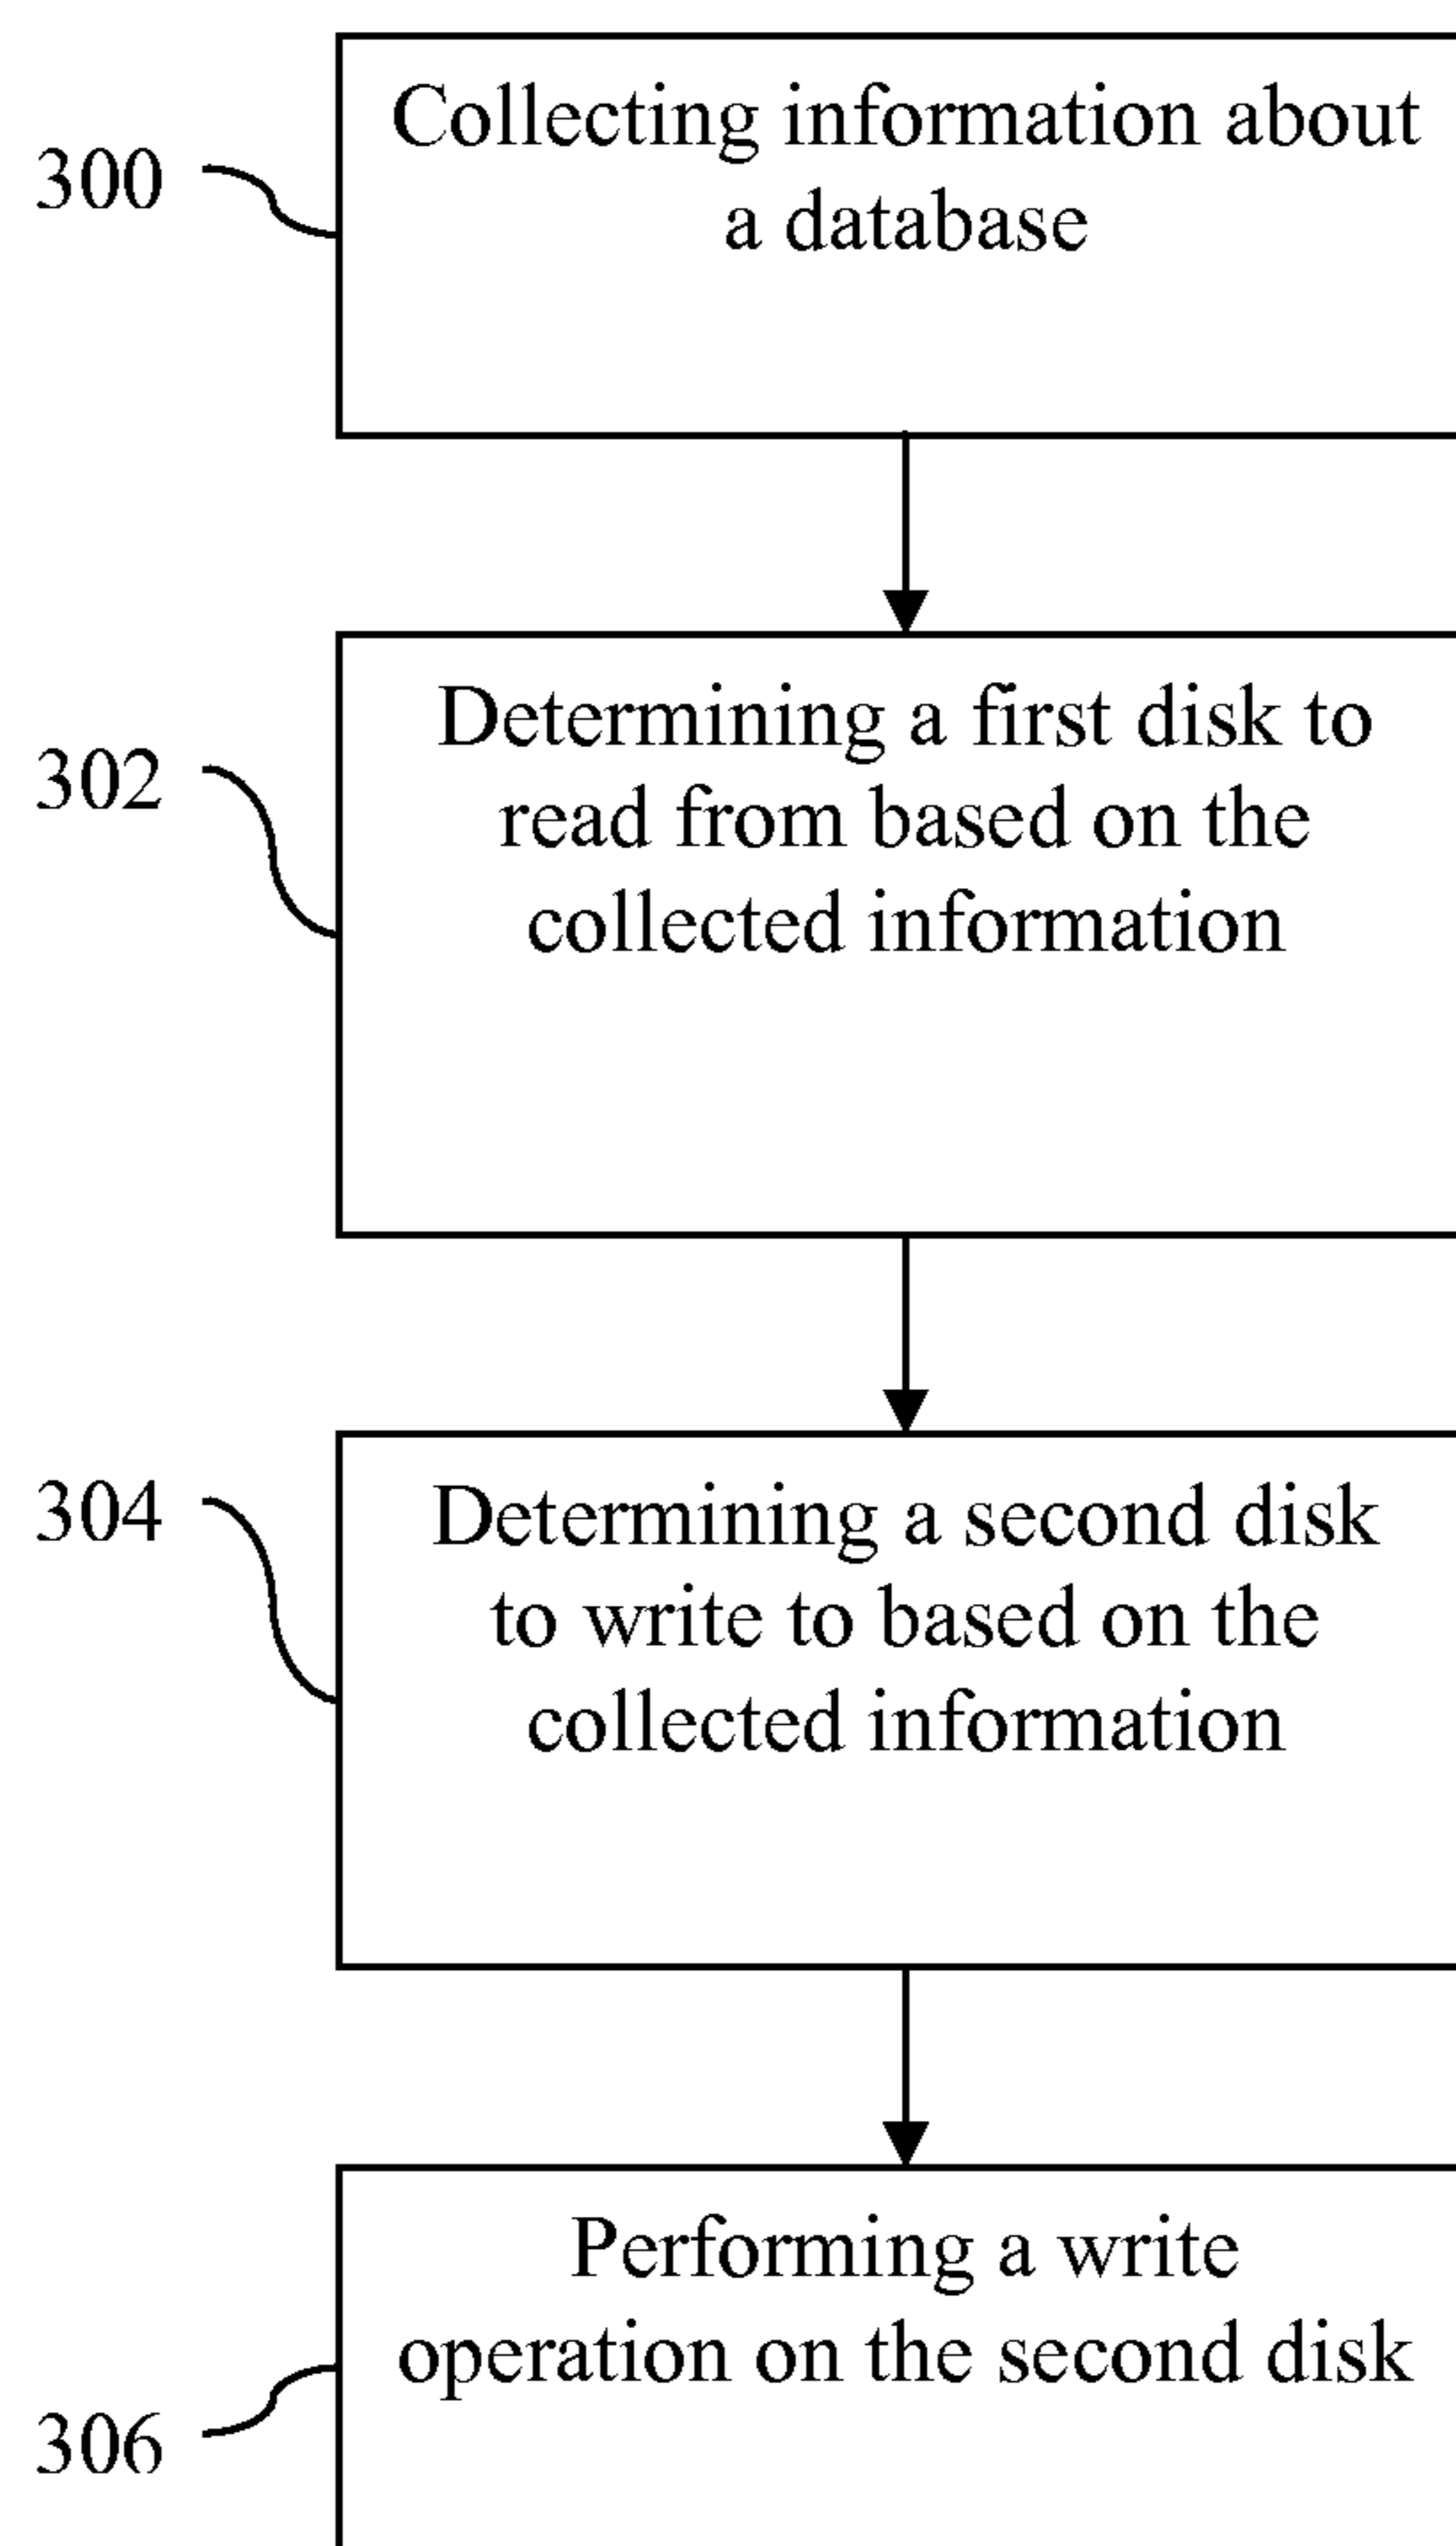 300
Collecting information about
a database
302
Determining a first disk to
read from based on the
collected information
304
Determining a second disk
to write to based on the
collected information
306
Performing a write
operation on the second disk